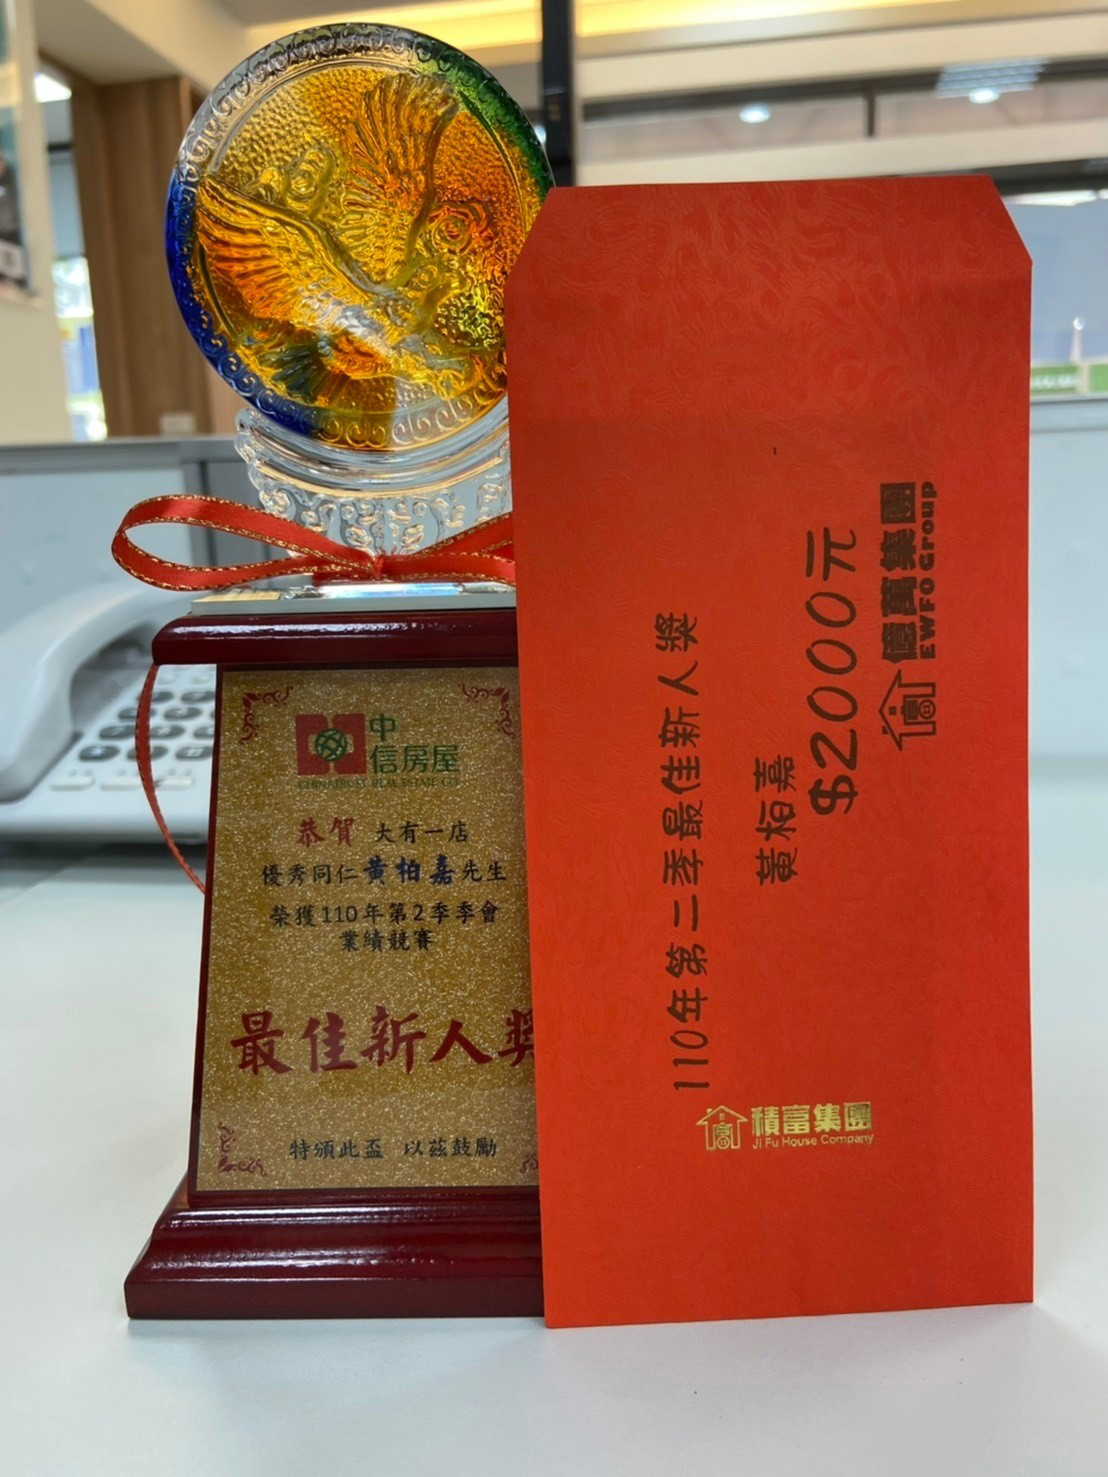 中
信房屋
CHINATRUST REAL ESTATE CO.
恭賀 大有一店
優秀同仁黃柏嘉先生
榮獲110年第2季季會
業績競賽
最佳新人獎
特頒此盃 以茲鼓勵
110年第二季最佳新人獎
黃栢嘉
$2000元
億萬集團
EWFO Group
積富集團
Ji Fu House Company